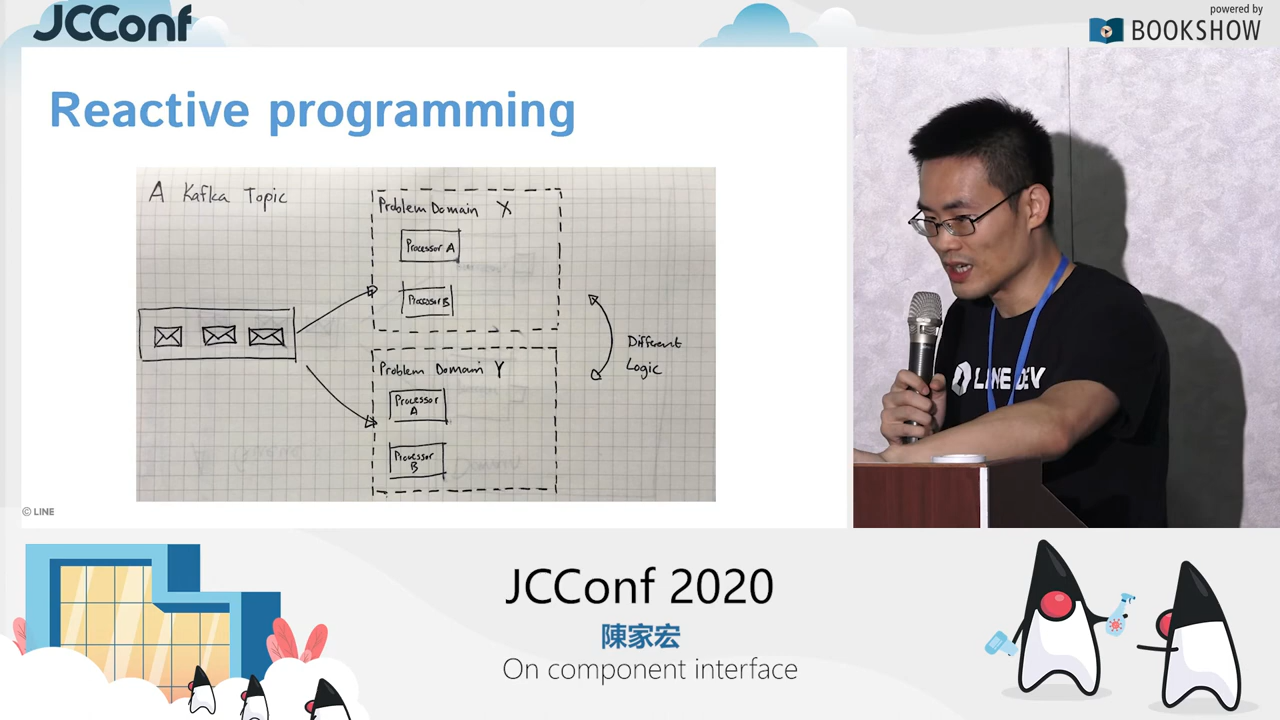 JCConf
powered by
BOOKSHOW
Reactive programming
A Kafka Topic
Problem Domain X
Processor A
Processor B
Problem Domain Y
Processor
A
Processor
B
Different
Logic
LINE DEV
© LINE
JCConf 2020
陳家宏
On component interface